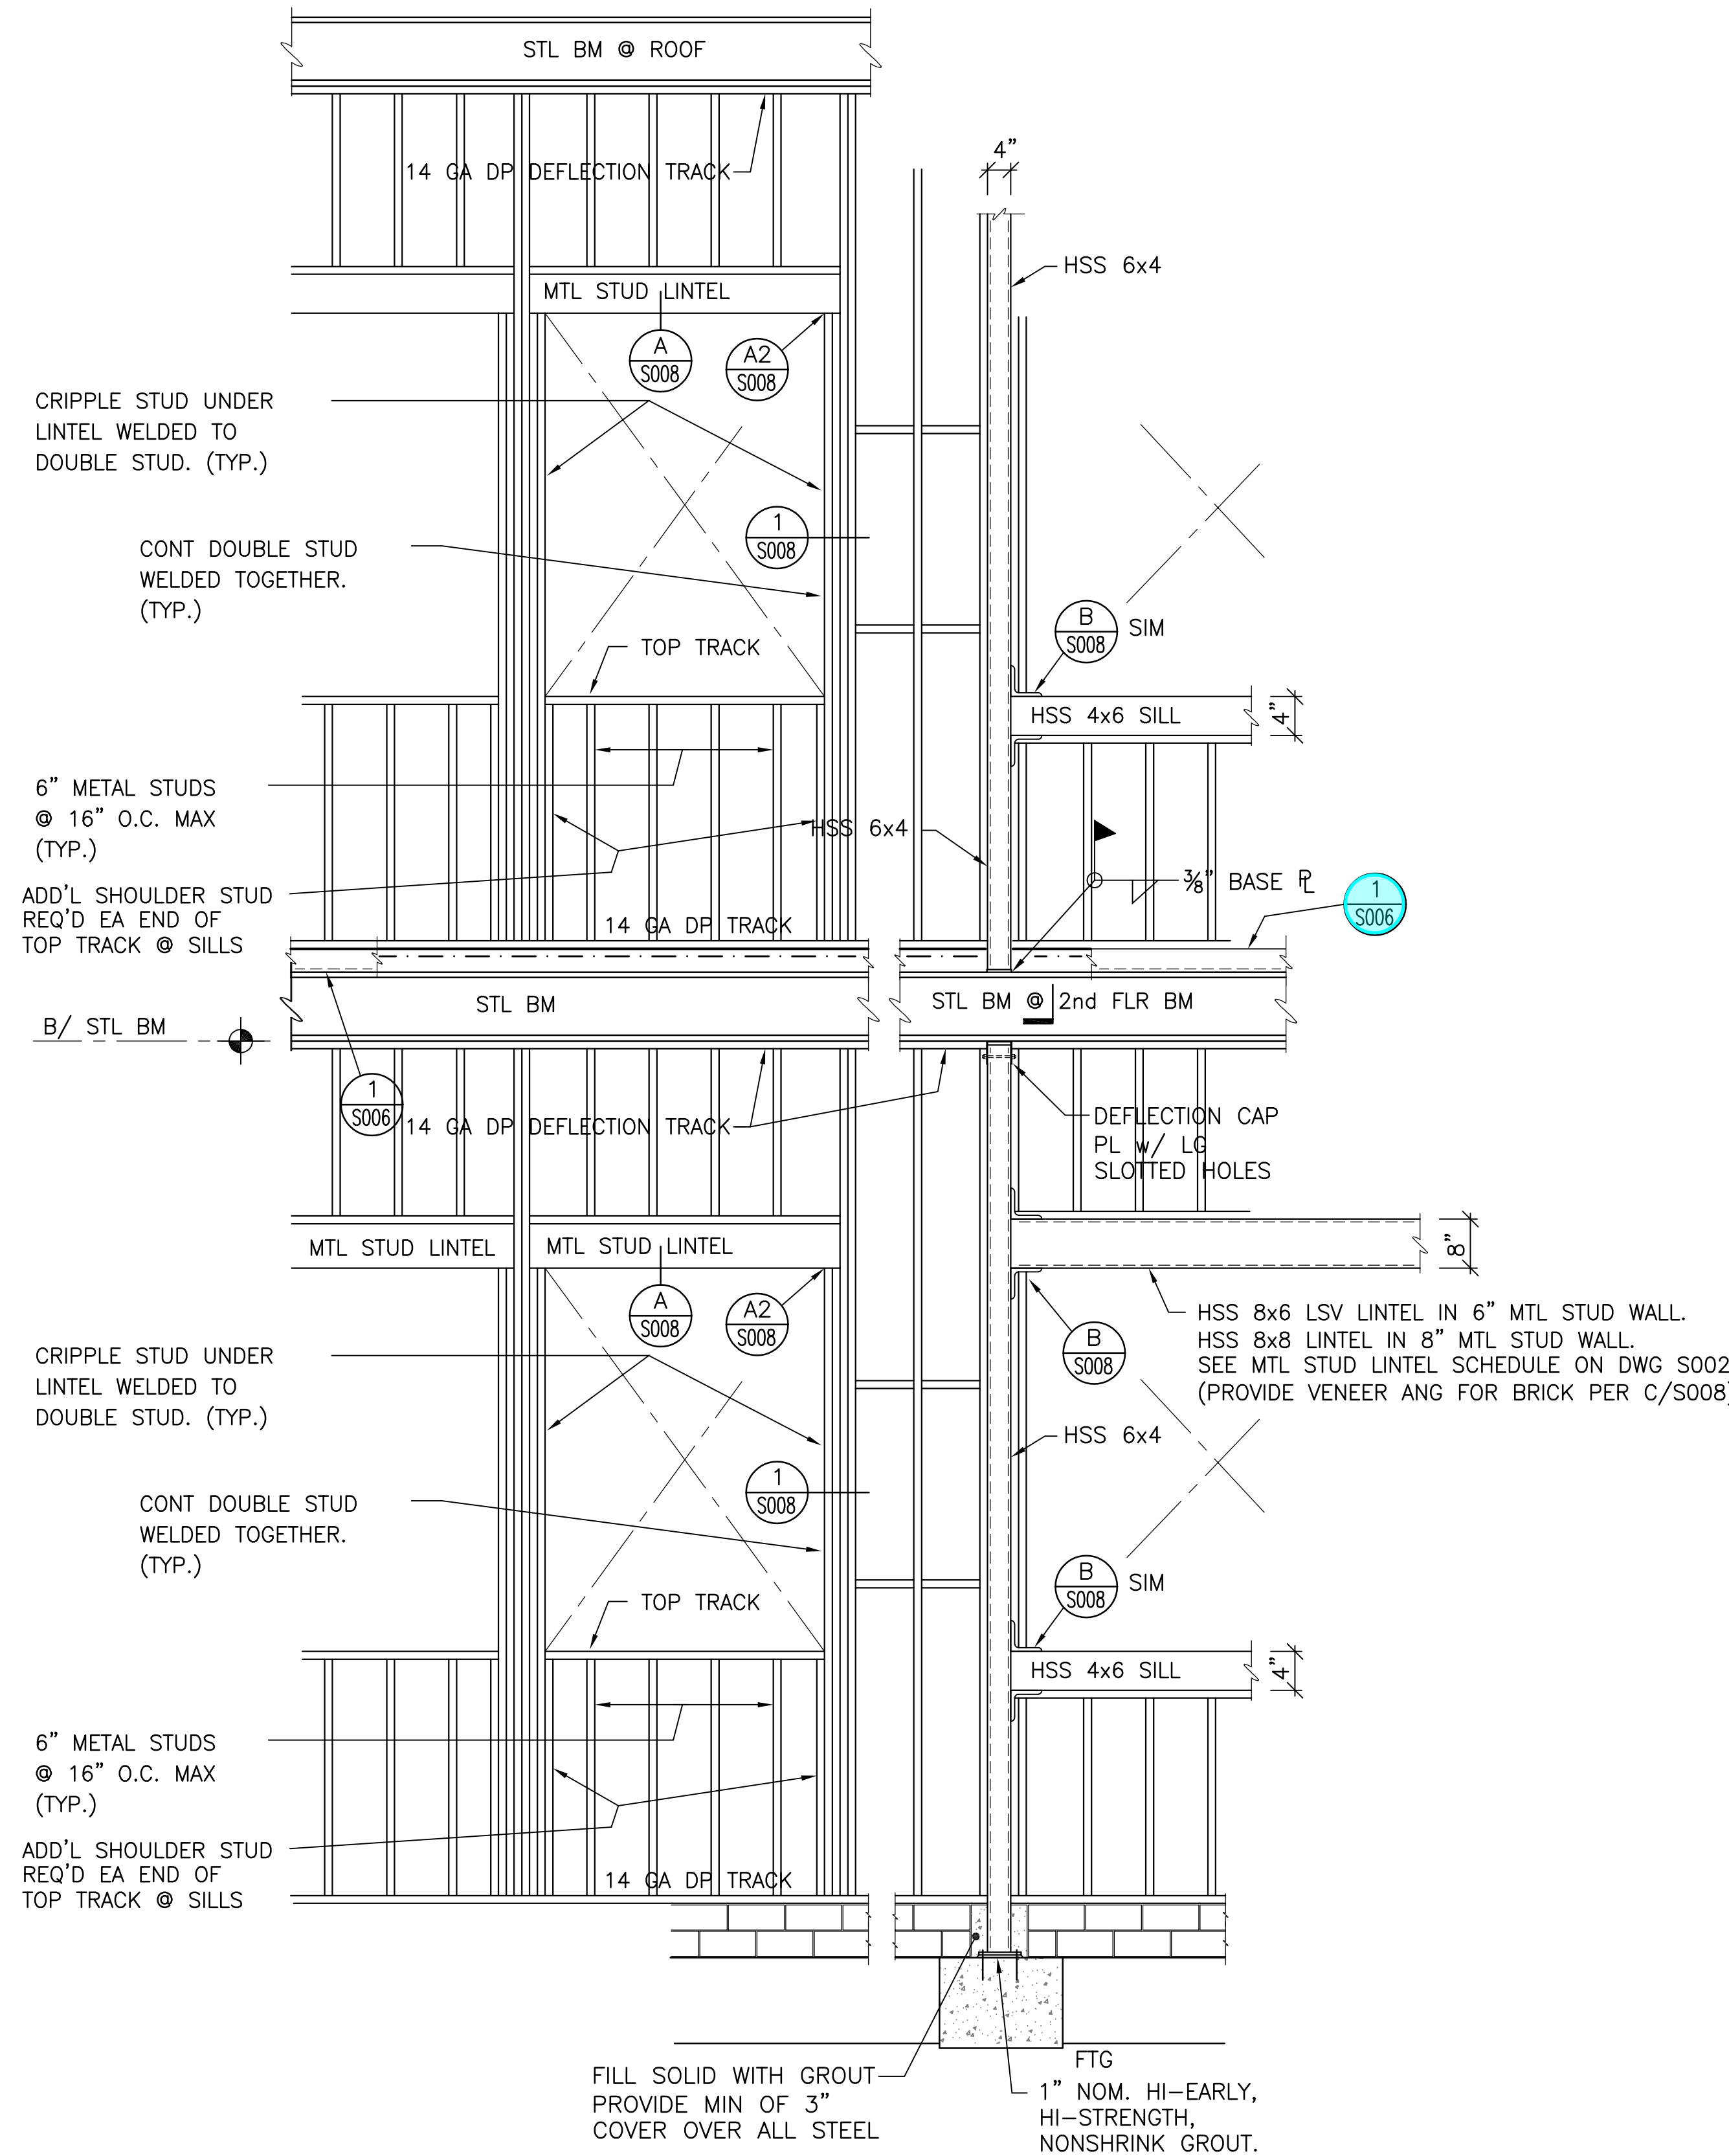 STL BM @ ROOF
14 GA DP DEFLECTION TRACK
4"
HSS 6x4
MTL STUD LINTEL
A
S008
A2
S008
CRIPPLE STUD UNDER
LINTEL WELDED TO
DOUBLE STUD. (TYP.)
1
S008
CONT DOUBLE STUD
WELDED TOGETHER.
(TYP.)
B
S008
SIM
TOP TRACK
HSS 4x6 SILL
4"
6" METAL STUDS
@ 16" O.C. MAX
(TYP.)
HSS 6x4
3/8" BASE PL
1
S006
ADD'L SHOULDER STUD
REQ'D EA END OF
TOP TRACK @ SILLS
14 GA DP TRACK
STL BM
STL BM @ 2nd FLR BM
B/ STL BM
1
S006
14 GA DP DEFLECTION TRACK
DEFLECTION CAP
PL w/ LG
SLOTTED HOLES
MTL STUD LINTEL
MTL STUD LINTEL
8"
A
S008
A2
S008
HSS 8x6 LSV LINTEL IN 6" MTL STUD WALL.
HSS 8x8 LINTEL IN 8" MTL STUD WALL.
SEE MTL STUD LINTEL SCHEDULE ON DWG S002
(PROVIDE VENEER ANG FOR BRICK PER C/S008)
B
S008
CRIPPLE STUD UNDER
LINTEL WELDED TO
DOUBLE STUD. (TYP.)
HSS 6x4
1
S008
CONT DOUBLE STUD
WELDED TOGETHER.
(TYP.)
B
S008
SIM
TOP TRACK
HSS 4x6 SILL
4"
6" METAL STUDS
@ 16" O.C. MAX
(TYP.)
ADD'L SHOULDER STUD
REQ'D EA END OF
TOP TRACK @ SILLS
14 GA DP TRACK
FILL SOLID WITH GROUT
PROVIDE MIN OF 3"
COVER OVER ALL STEEL
FTG
1" NOM. HI-EARLY,
HI-STRENGTH,
NONSHRINK GROUT.